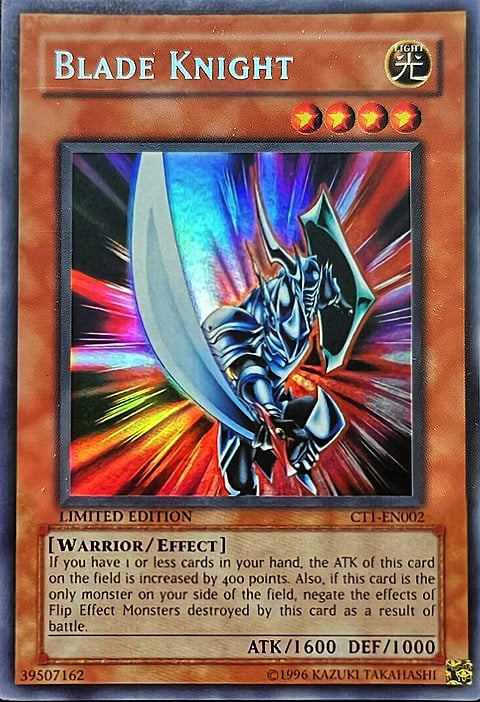 BLADE KNIGHT
LIGHT
光
LIMITED EDITION
CT1-EN002
[WARRIOR/EFFECT]
If you have 1 or less cards in your hand, the ATK of this card
on the field is increased by 400 points. Also, if this card is the
only monster on your side of the field, negate the effects of
Flip Effect Monsters destroyed by this card as a result of
battle.
ATK/1600 DEF/1000
39507162
©1996 KAZUKI TAKAHASHI